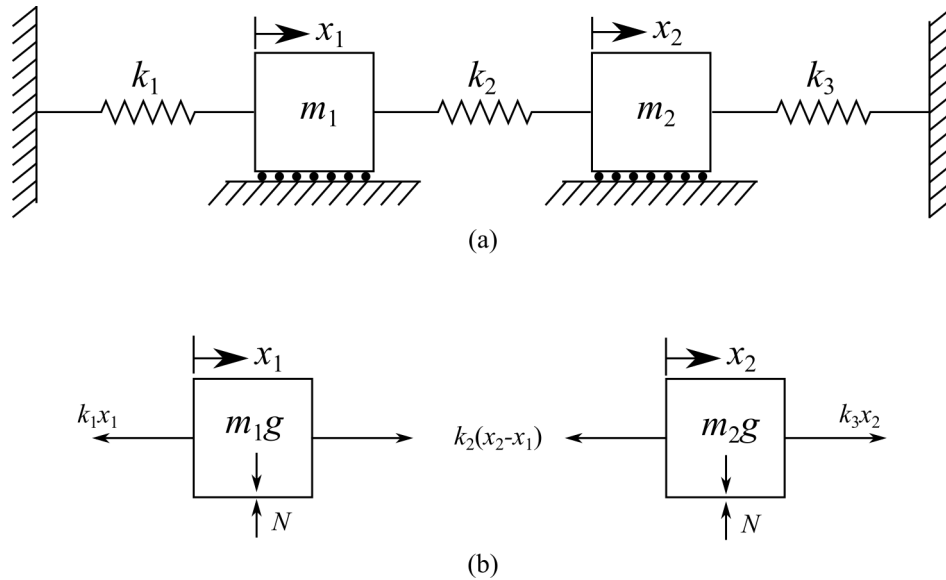 x₁ x₂
k₁ k₂ k₃
m₁ m₂
(a)
x₁ x₂
k₁x₁ m₁g k₂(x₂-x₁) m₂g k₃x₂
N N
(b)